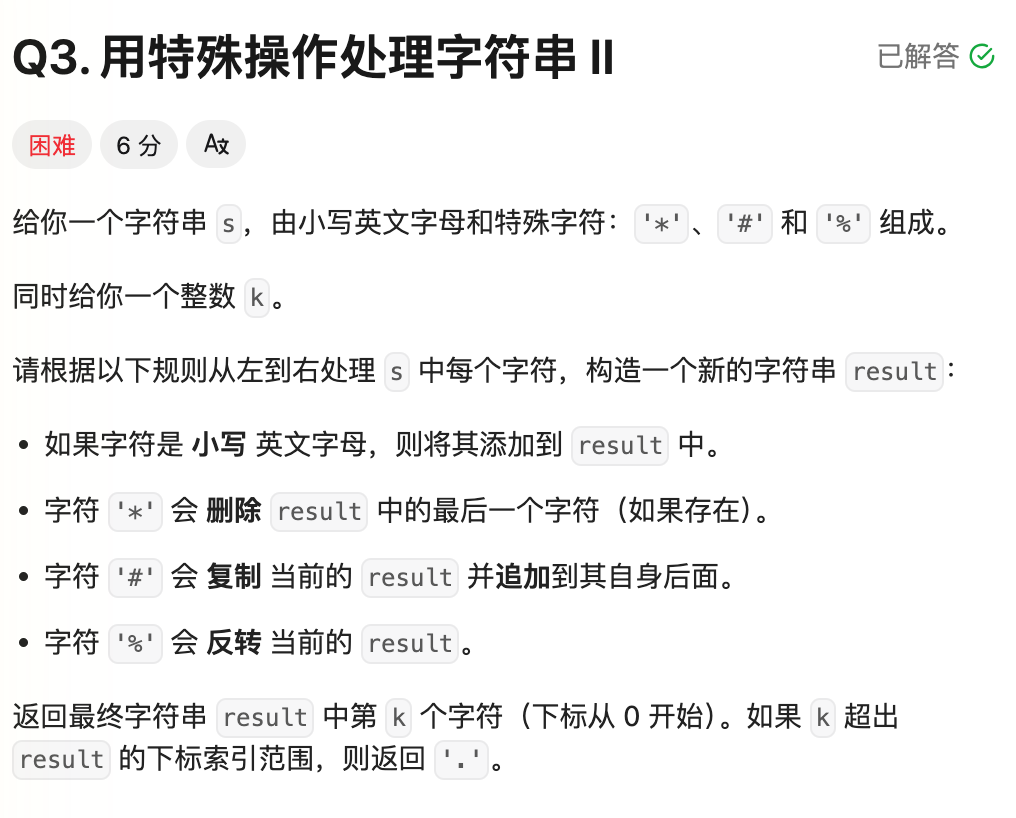 Q3. 用特殊操作处理字符串 II
已解答
困难
6 分
给你一个字符串 s，由小写英文字母和特殊字符：'*'、'#' 和 '%' 组成。
同时给你一个整数 k。
请根据以下规则从左到右处理 s 中每个字符，构造一个新的字符串 result：
• 如果字符是 小写 英文字母，则将其添加到 result 中。
• 字符 '*' 会 删除 result 中的最后一个字符（如果存在）。
• 字符 '#' 会 复制 当前的 result 并追加到其自身后面。
• 字符 '%' 会 反转 当前的 result。
返回最终字符串 result 中第 k 个字符（下标从 0 开始）。如果 k 超出
result 的下标索引范围，则返回 '.'。